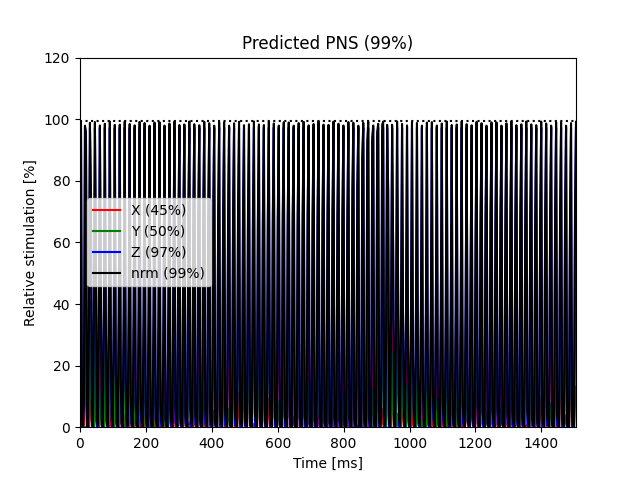 Predicted PNS (99%)
Relative stimulation [%]
120
100
80
60
40
20
0
X (45%)
Y (50%)
Z (97%)
nrm (99%)
0 200 400 600 800 1000 1200 1400
Time [ms]